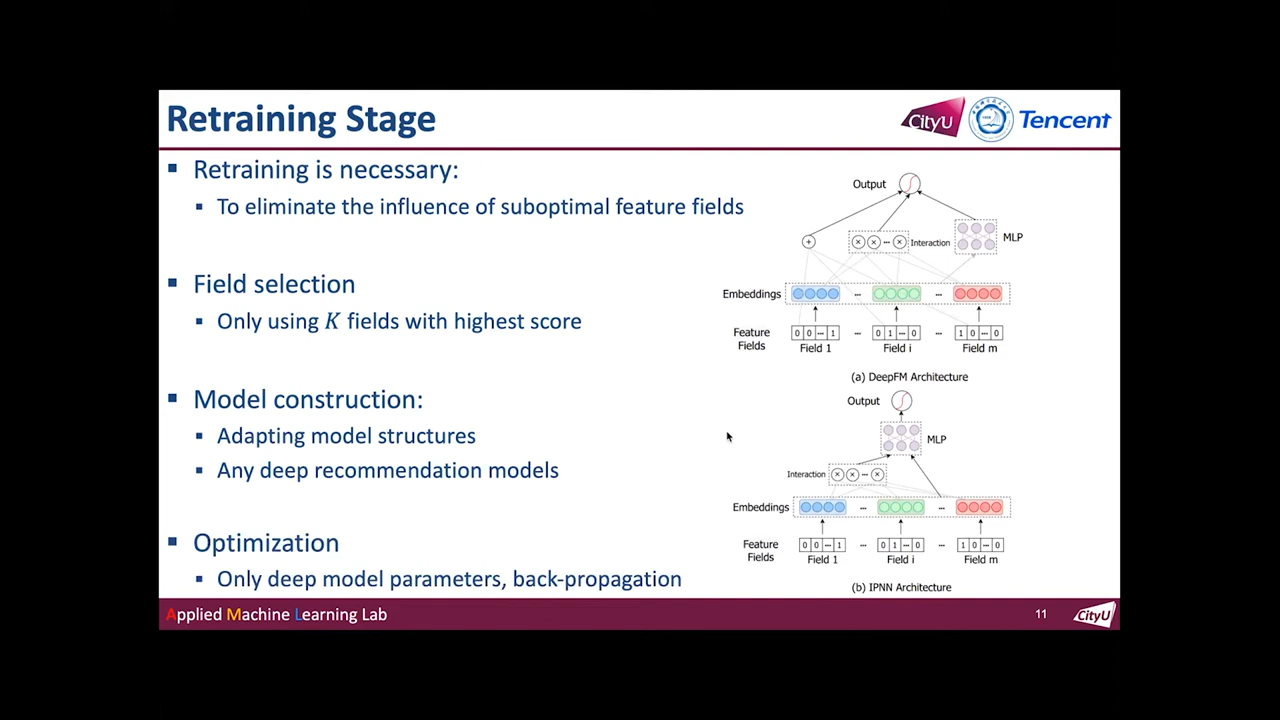 Retraining Stage
CityU
Tencent
▪ Retraining is necessary:
▪ To eliminate the influence of suboptimal feature fields
▪ Field selection
▪ Only using K fields with highest score
▪ Model construction:
▪ Adapting model structures
▪ Any deep recommendation models
▪ Optimization
▪ Only deep model parameters, back-propagation
Output
+
× × ··· ×
Interaction
MLP
Embeddings
··· ···
Feature
Fields
0 0 ··· 1
···
0 1 ··· 0
···
1 0 ··· 0
Field 1
Field i
Field m
(a) DeepFM Architecture
Output
MLP
Interaction
× × ··· ×
Embeddings
··· ···
Feature
Fields
0 0 ··· 1
···
0 1 ··· 0
···
1 0 ··· 0
Field 1
Field i
Field m
(b) IPNN Architecture
Applied Machine Learning Lab
11
CityU